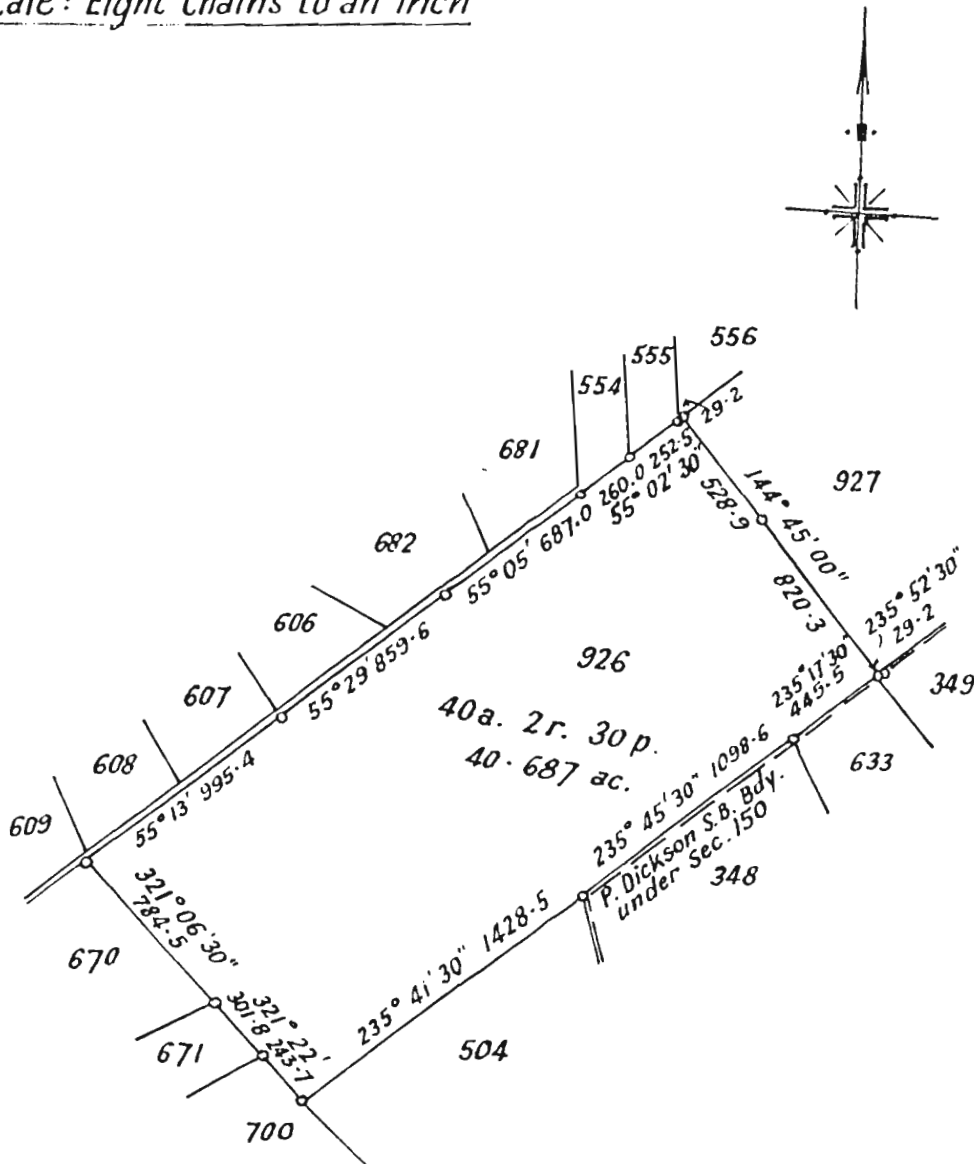 Eight Chains to an Inch
556
555
554
29·2
681
260.0 252.5
55° 02' 30"
528·9
144° 45' 00"
927
682
55° 05' 687.0
820·3
235° 52' 30"
29·2
606
55° 29' 859·6
926
235° 17' 30"
445·5
349
607
40a. 2r. 30p.
40·687 ac.
608
55° 13' 995·4
235° 45' 30" 1098·6
633
609
P. Dickson S.B. Bdy.
under Sec. 150
348
321° 06' 30"
784·5
670
235° 41' 30" 1428·5
321° 22'
301·8 243·7
671
504
700